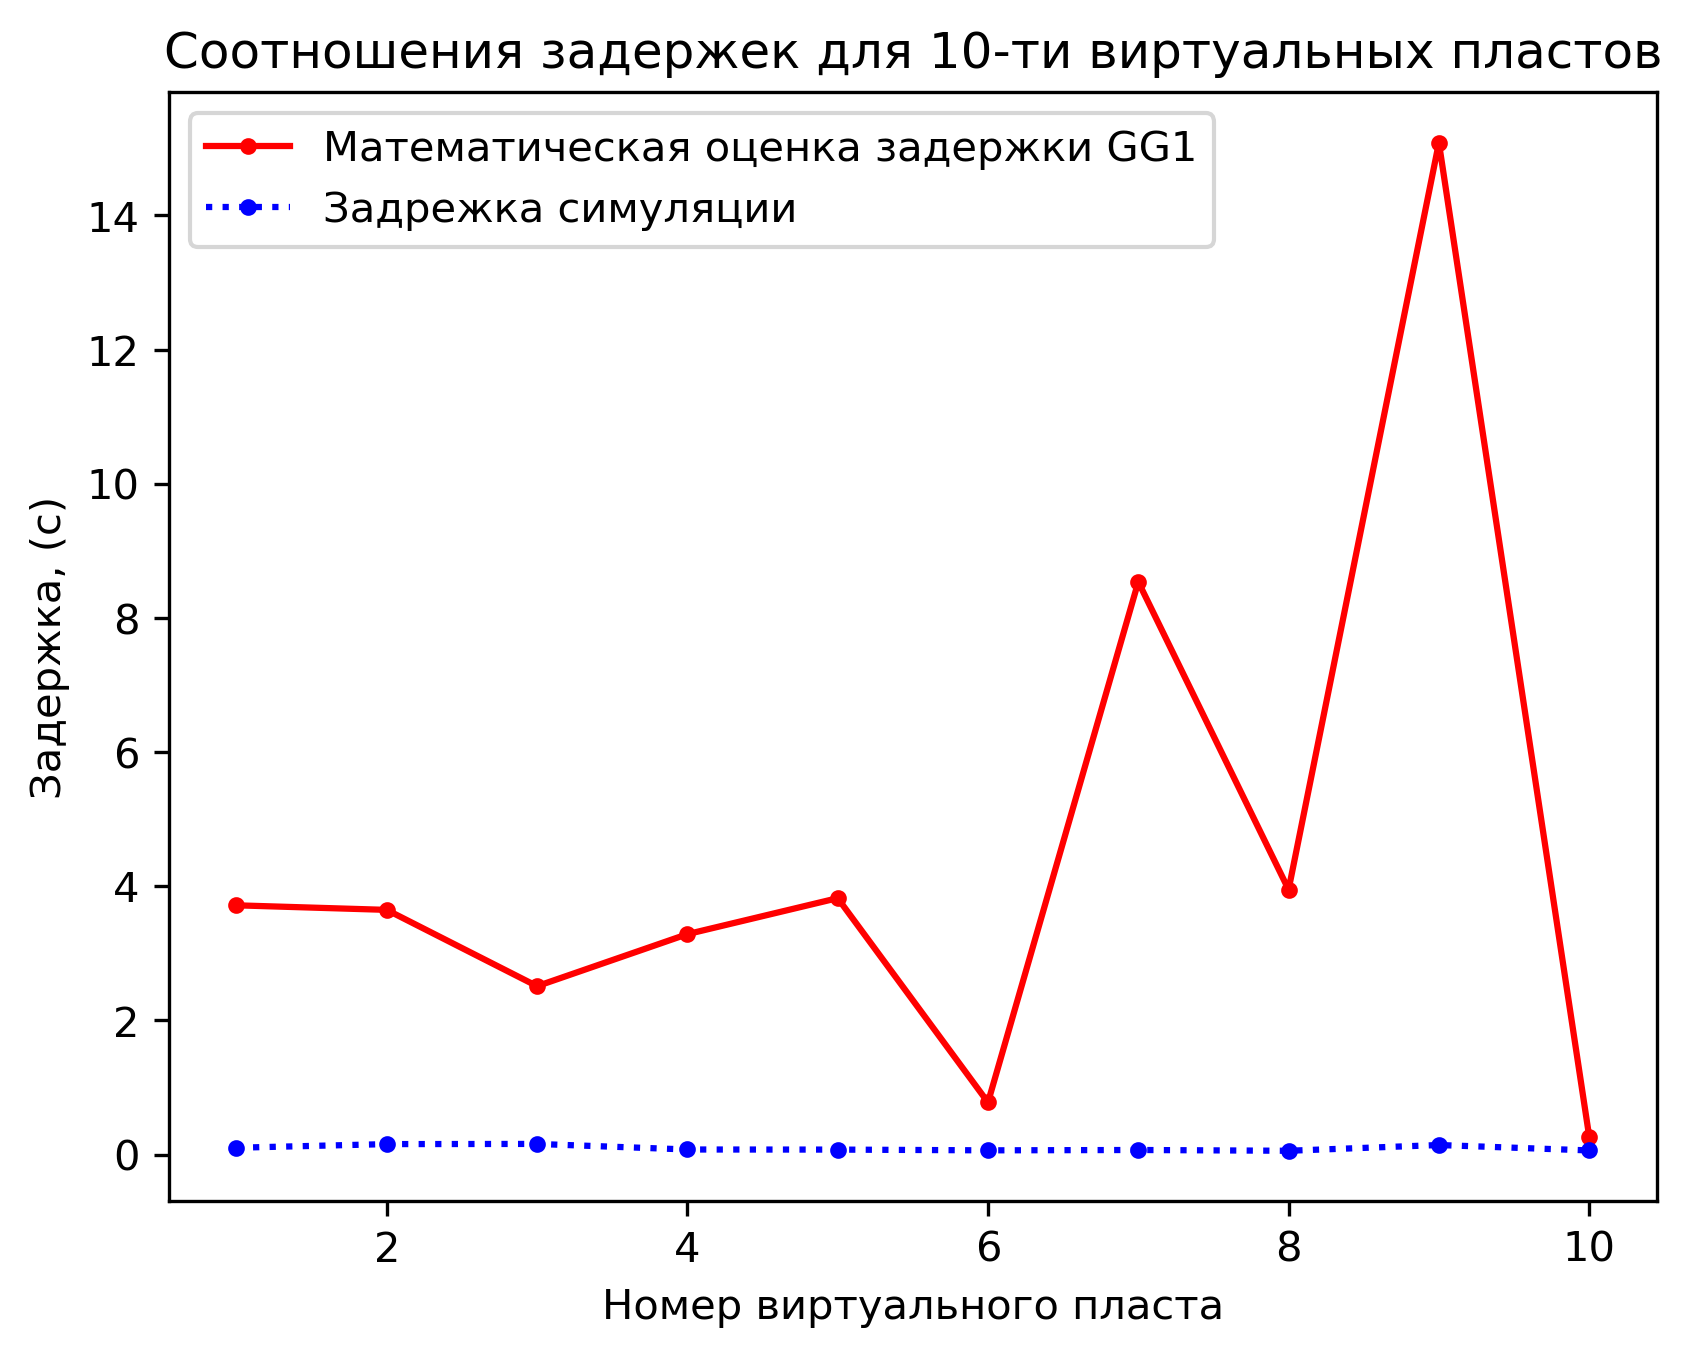 Соотношения задержек для 10-ти виртуальных пластов
Математическая оценка задержки GG1
Задрежка симуляции
14
12
10
8
6
4
2
0
Задержка, (с)
2 4 6 8 10
Номер виртуального пласта